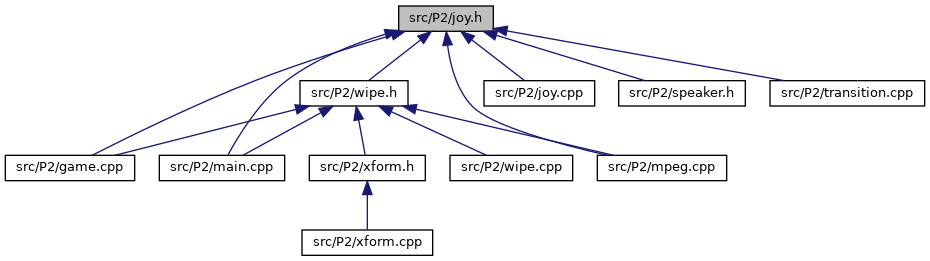 src/P2/joy.h
src/P2/wipe.h
src/P2/joy.cpp
src/P2/speaker.h
src/P2/transition.cpp
src/P2/game.cpp
src/P2/main.cpp
src/P2/xform.h
src/P2/wipe.cpp
src/P2/mpeg.cpp
src/P2/xform.cpp